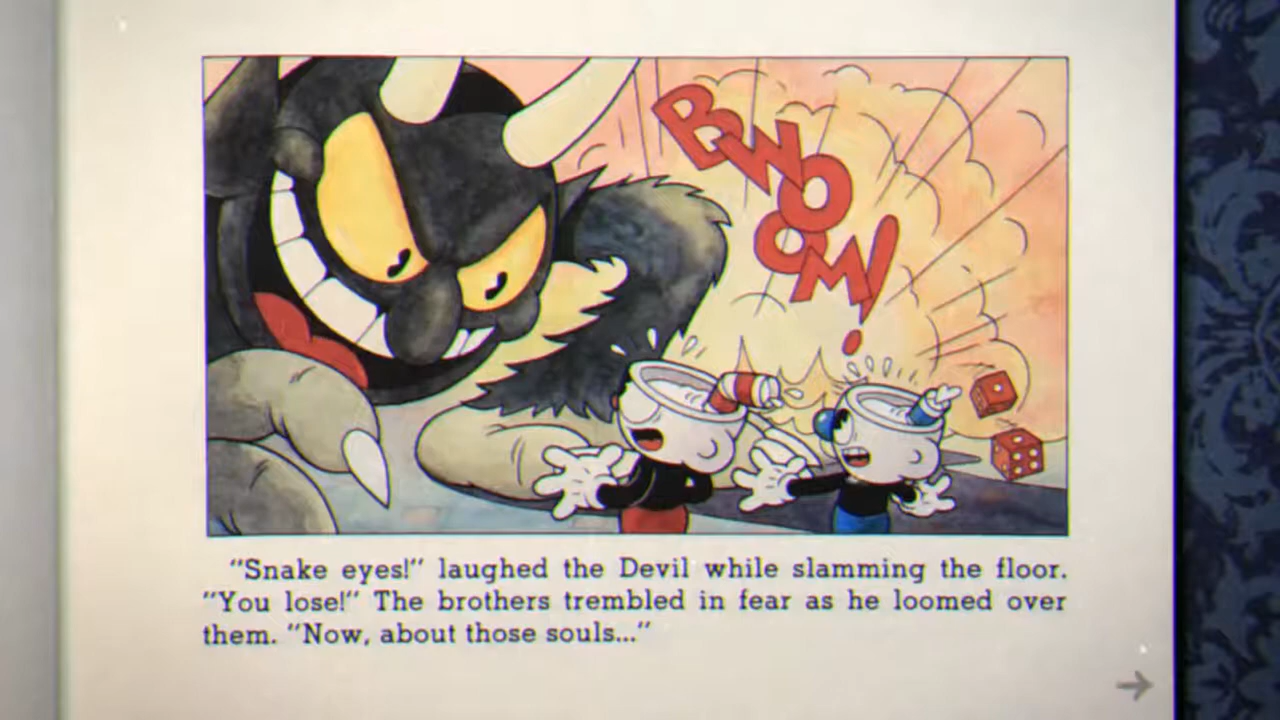 BWOOM!
“Snake eyes!” laughed the Devil while slamming the floor.
“You lose!” The brothers trembled in fear as he loomed over
them. “Now, about those souls...”